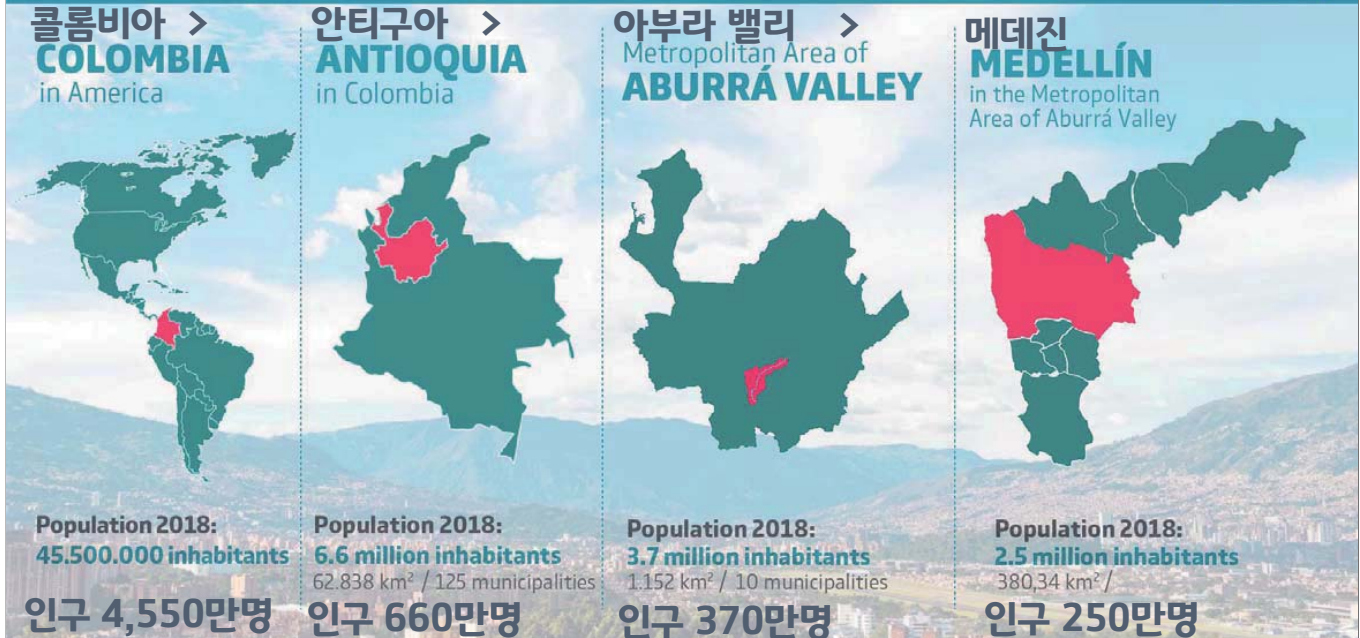 콜롬비아 >
COLOMBIA
in America
Population 2018:
45.500.000 inhabitants
인구 4,550만명
안티구아 >
ANTIOQUIA
in Colombia
Population 2018:
6.6 million inhabitants
62.838 km² / 125 municipalities
인구 660만명
아부라 밸리 >
Metropolitan Area of
ABURRÁ VALLEY
Population 2018:
3.7 million inhabitants
1.152 km² / 10 municipalities
인구 370만명
메데진
MEDELLÍN
in the Metropolitan
Area of Aburrá Valley
Population 2018:
2.5 million inhabitants
380,34 km² /
인구 250만명